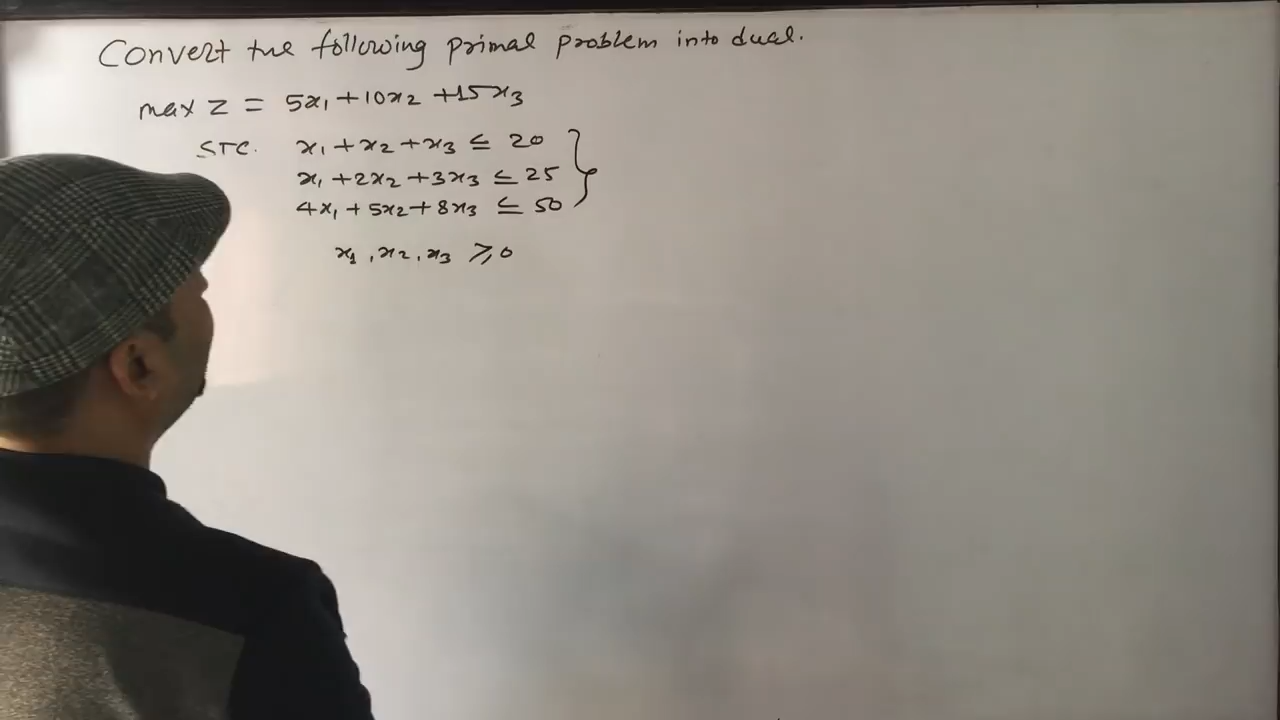 Convert the following primal problem into dual.
max Z = 5x₁ + 10x₂ + 15x₃
STC. x₁ + x₂ + x₃ ≤ 20
x₁ + 2x₂ + 3x₃ ≤ 25
4x₁ + 5x₂ + 8x₃ ≤ 50
x₁, x₂, x₃ ≥ 0